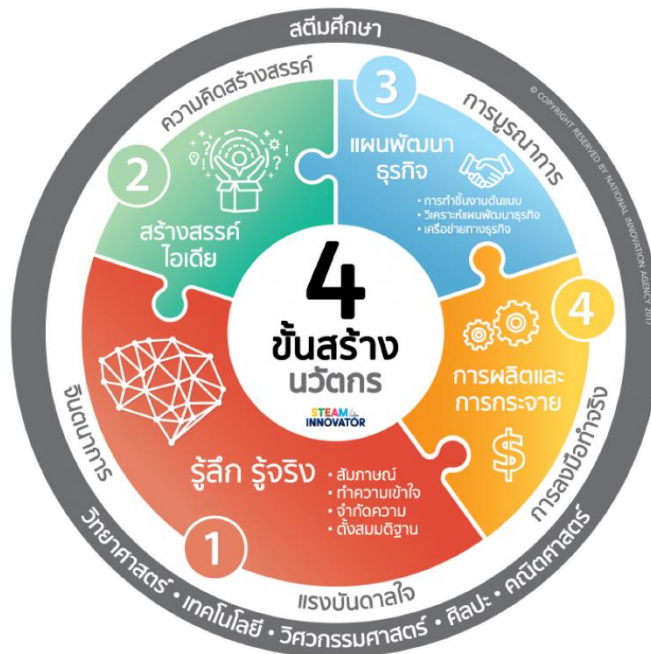 สตีมศึกษา
© COPYRIGHT RESERVED BY NATIONAL INNOVATION AGENCY 2017
ความคิดสร้างสรรค์
การบูรณาการ
จินตนาการ
การลงมือทำจริง
แรงบันดาลใจ
วิทยาศาสตร์ • เทคโนโลยี • วิศวกรรมศาสตร์ • ศิลปะ • คณิตศาสตร์
4
ขั้นสร้าง
นวัตกร
STEAM4
INNOVATOR
1
รู้ลึก รู้จริง
• สัมภาษณ์
• ทำความเข้าใจ
• จำกัดความ
• ตั้งสมมติฐาน
2
สร้างสรรค์
ไอเดีย
3
แผนพัฒนา
ธุรกิจ
• การทำชิ้นงานต้นแบบ
• วิเคราะห์แผนพัฒนาธุรกิจ
• เครือข่ายทางธุรกิจ
4
การผลิตและ
การกระจาย
$